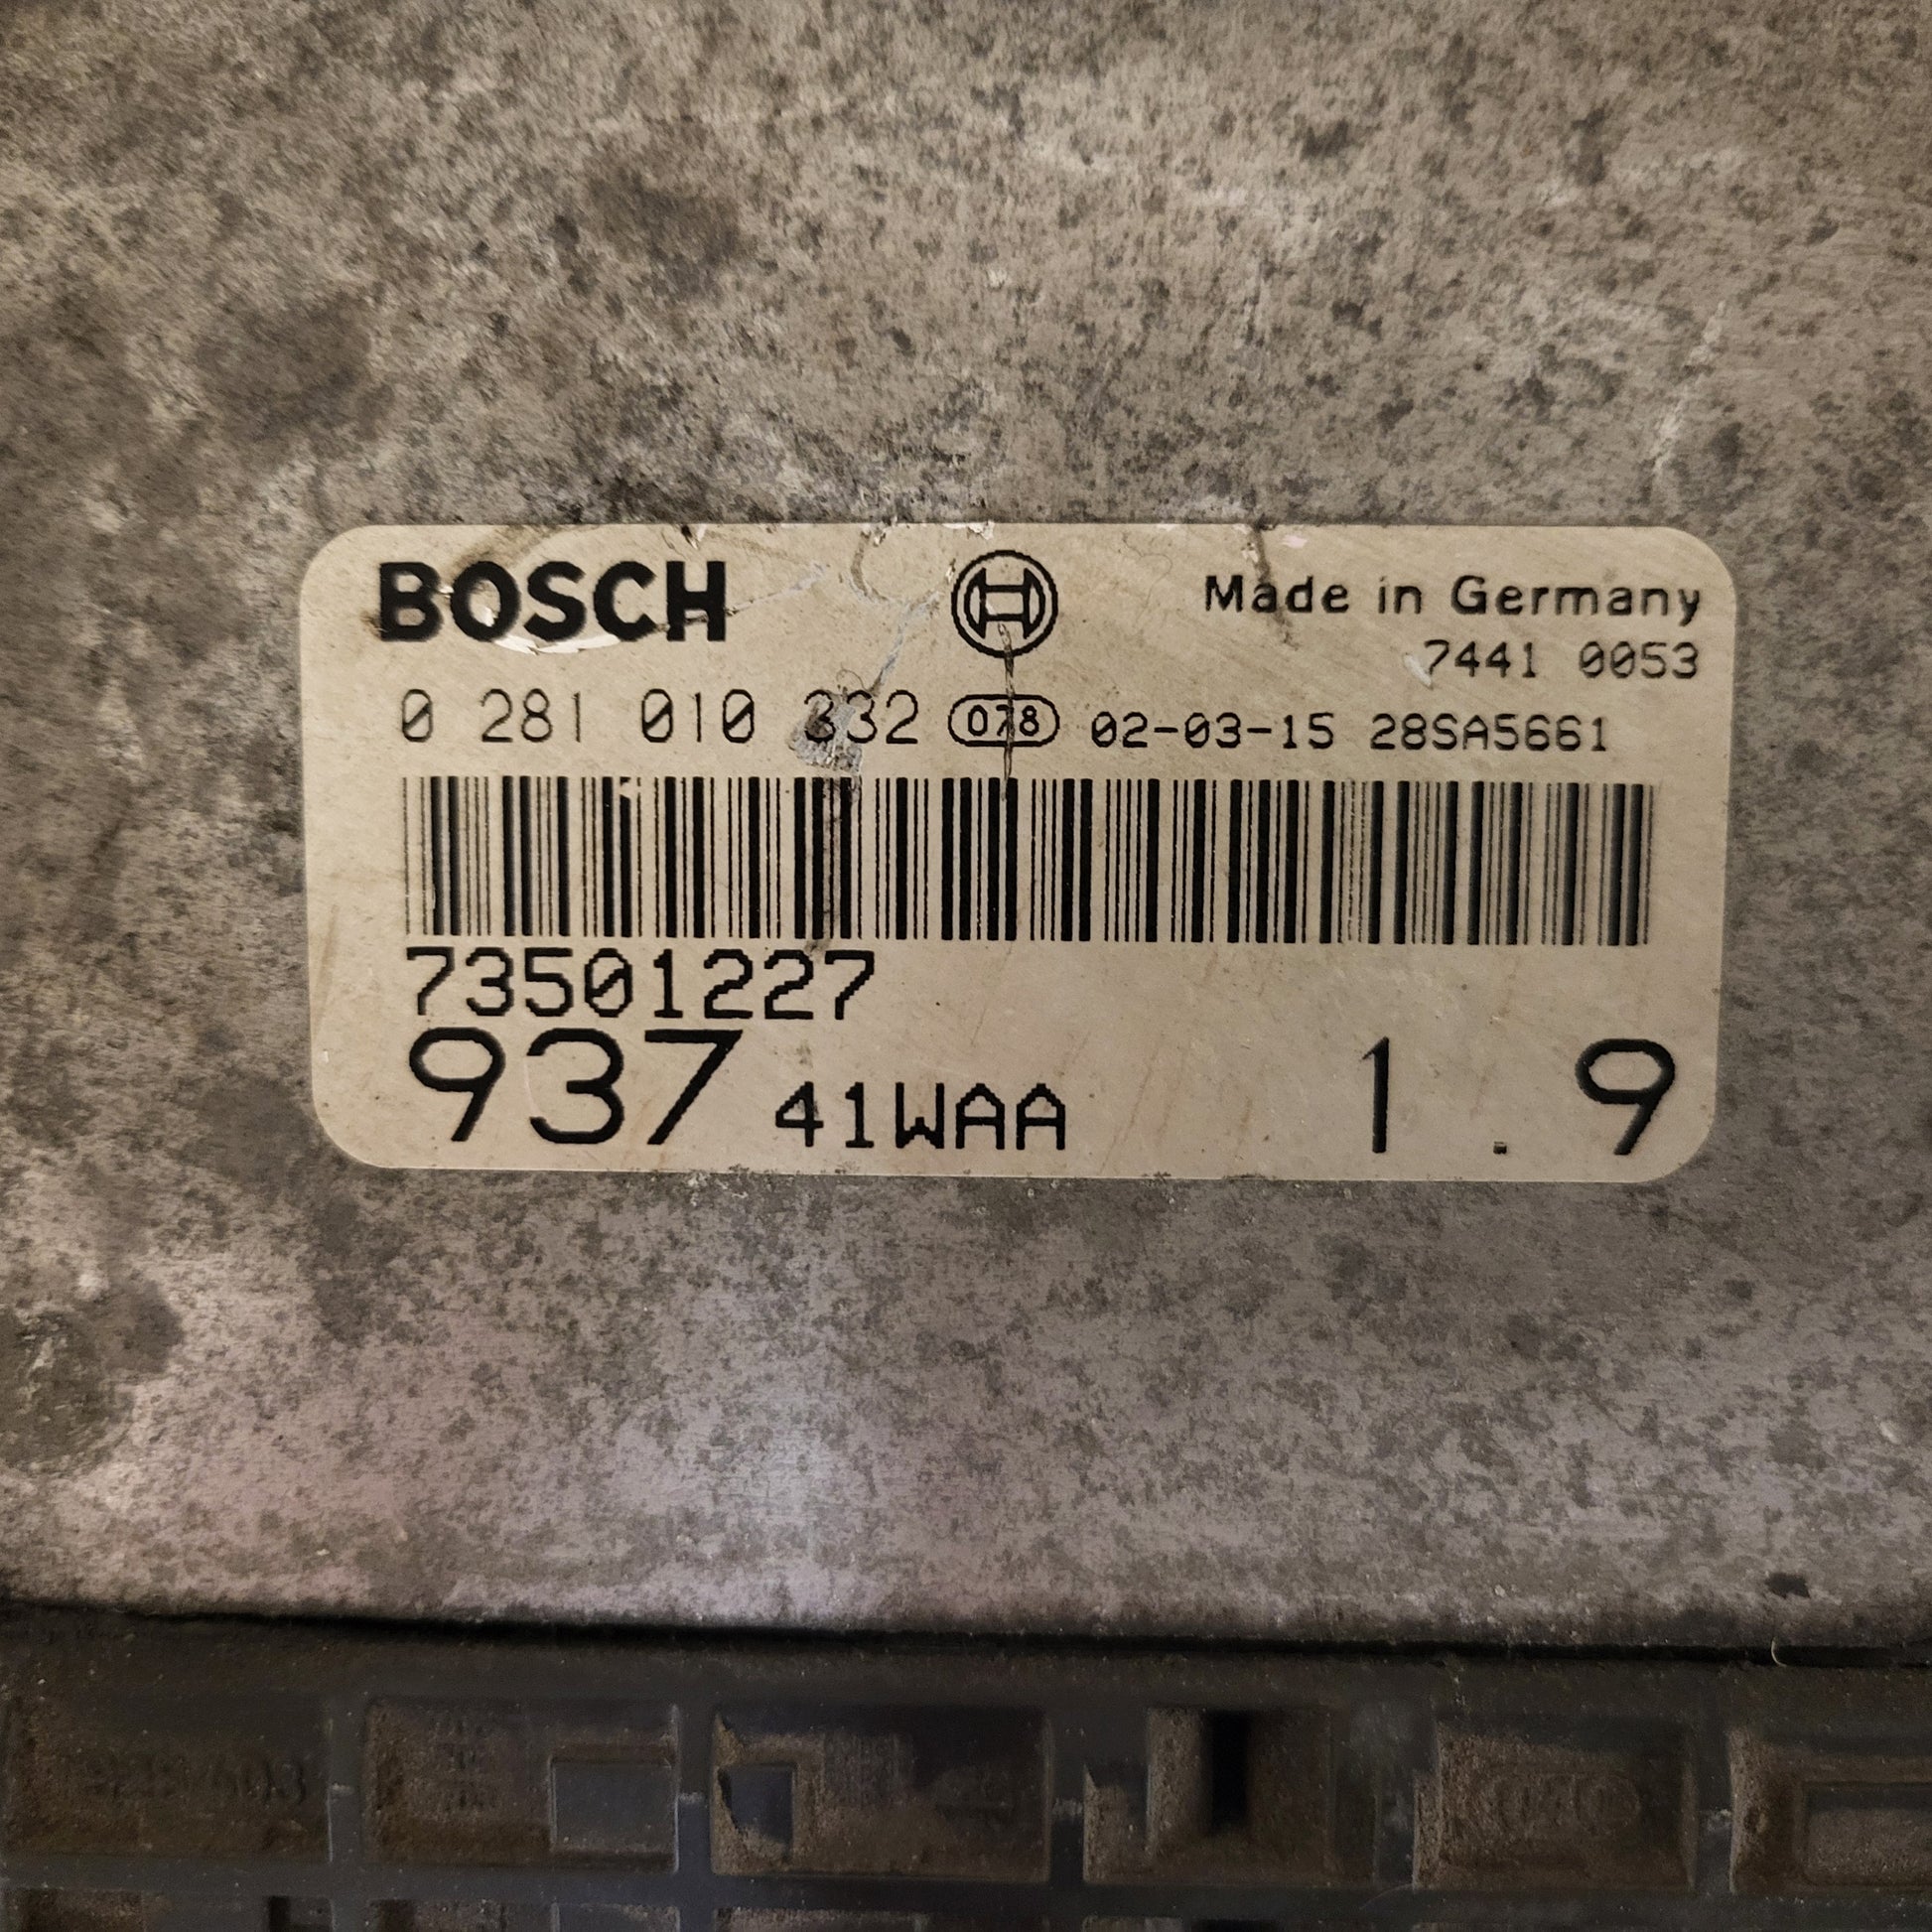 BOSCH Made in Germany
7441 0053
0 281 010 332 078 02-03-15 28SA5661
73501227
937 41WAA 1.9